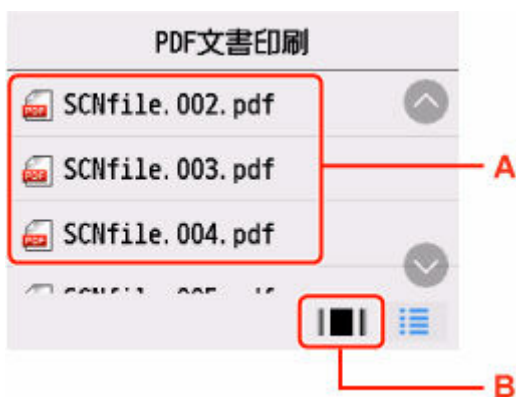 PDF文書印刷
SCNfile.002.pdf
SCNfile.003.pdf
A
SCNfile.004.pdf
B